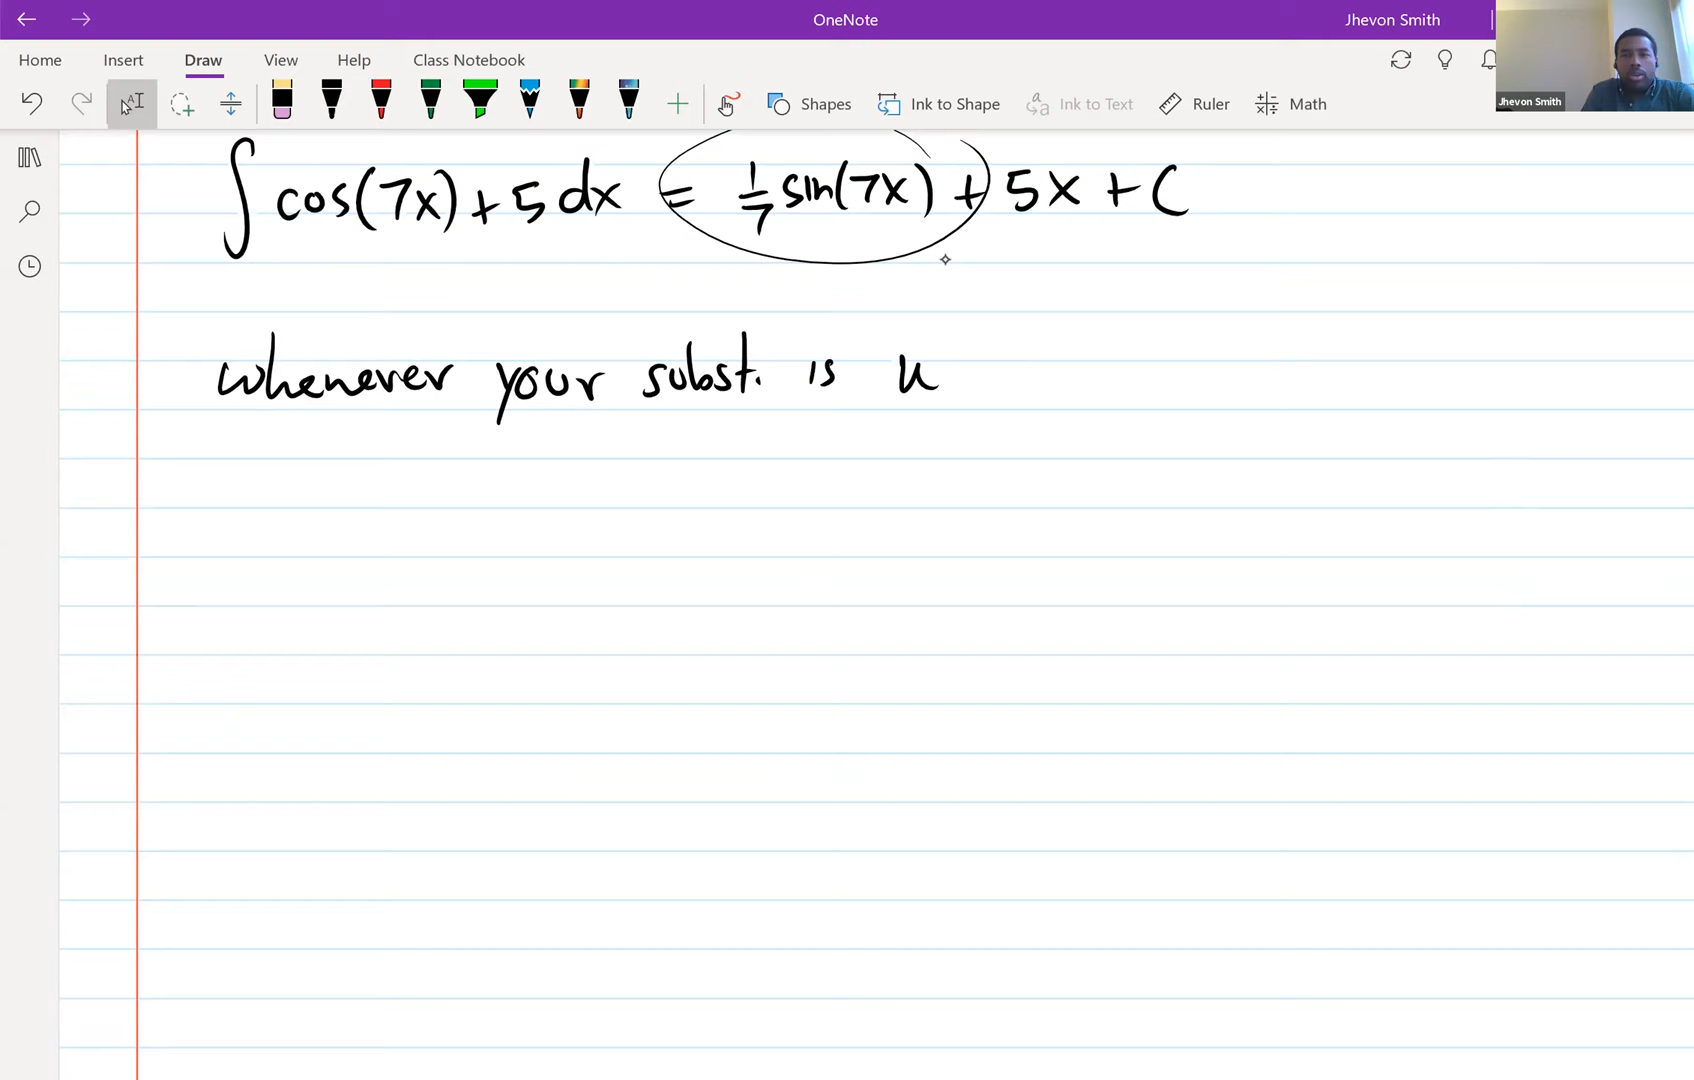 OneNote
Jhevon Smith
Home Insert Draw View Help Class Notebook
Shapes Ink to Shape Ink to Text Ruler Math
Jhevon Smith
∫ cos(7x) + 5 dx = 1/7 sin(7x) + 5x + C
whenever your subst. is u